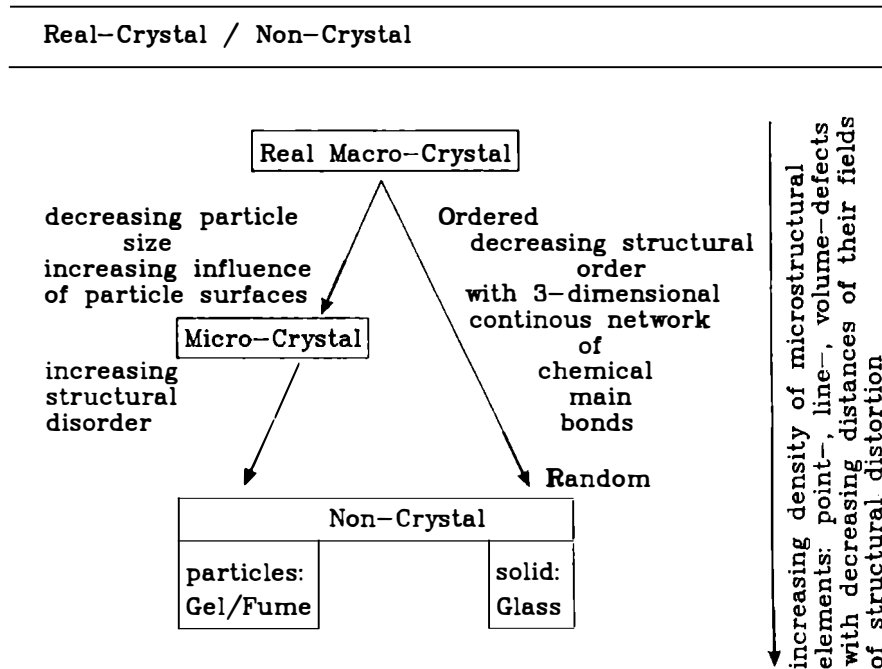 Real-Crystal / Non-Crystal
Real Macro-Crystal
decreasing particle
size
increasing influence
of particle surfaces
Ordered
decreasing structural
order
with 3-dimensional
continous network
of
chemical
main
bonds
Micro-Crystal
increasing
structural
disorder
Random
Non-Crystal
particles:
Gel/Fume
solid:
Glass
increasing density of microstructural
elements: point-, line-, volume-defects
with decreasing distances of their fields
of structural distortion